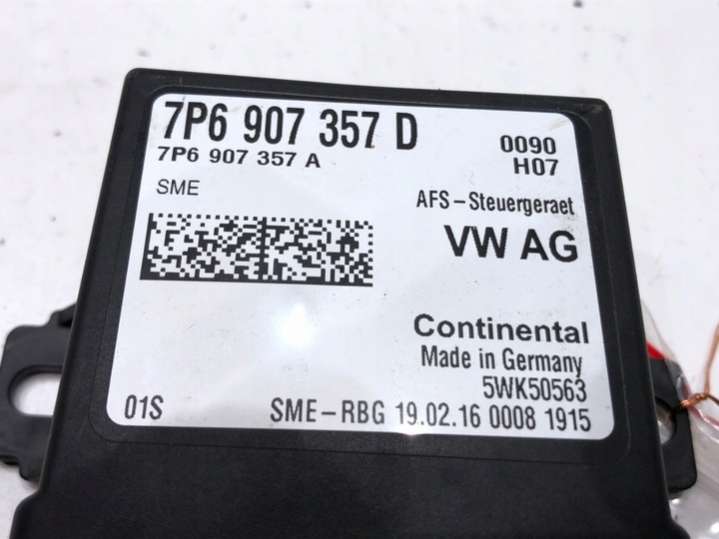 7P6 907 357 D
7P6 907 357 A
0090
H07
SME
AFS-Steuergeraet
VW AG
Continental
Made in Germany
5WK50563
01S
SME-RBG 19.02.16 0008 1915